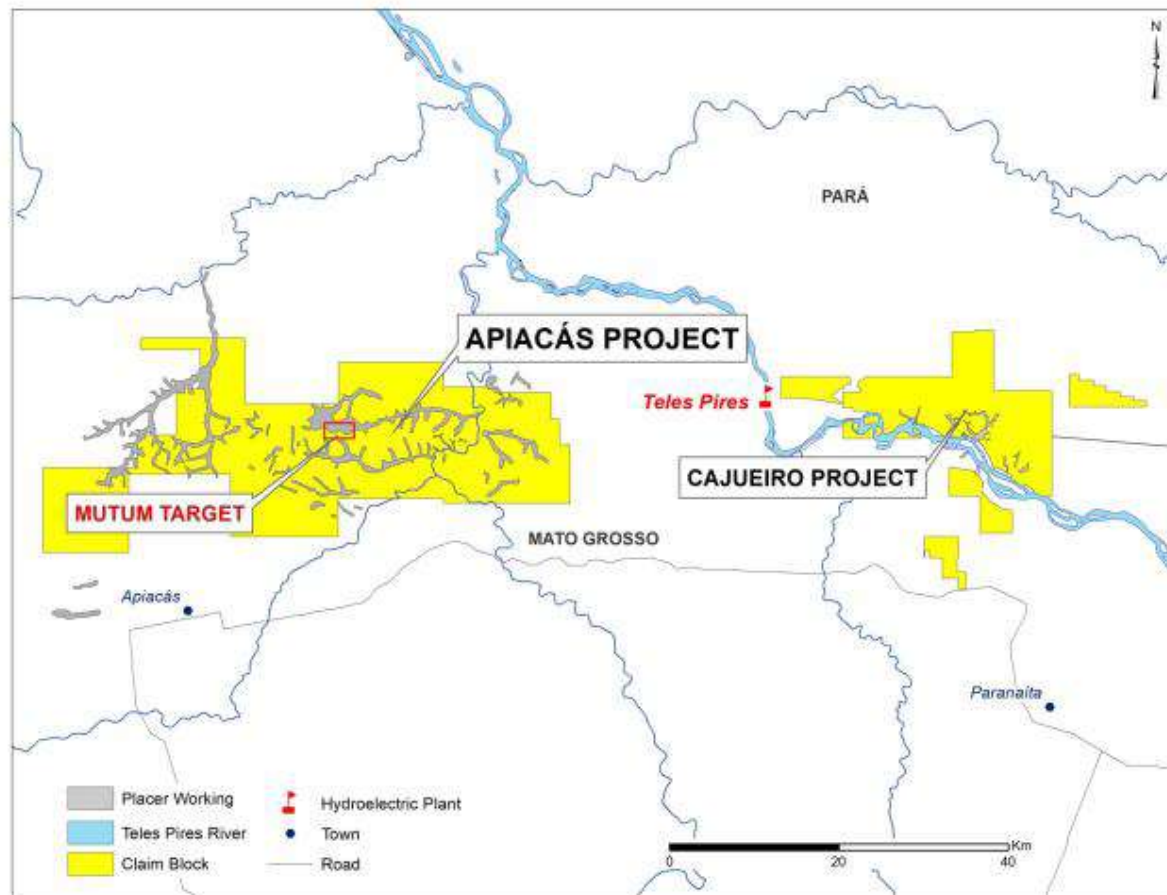 N
PARÁ
APIACÁS PROJECT
Teles Pires
CAJUEIRO PROJECT
MUTUM TARGET
MATO GROSSO
Apiacás
Paranaíta
Placer Working
Teles Pires River
Claim Block
Hydroelectric Plant
Town
Road
Km
0 20 40